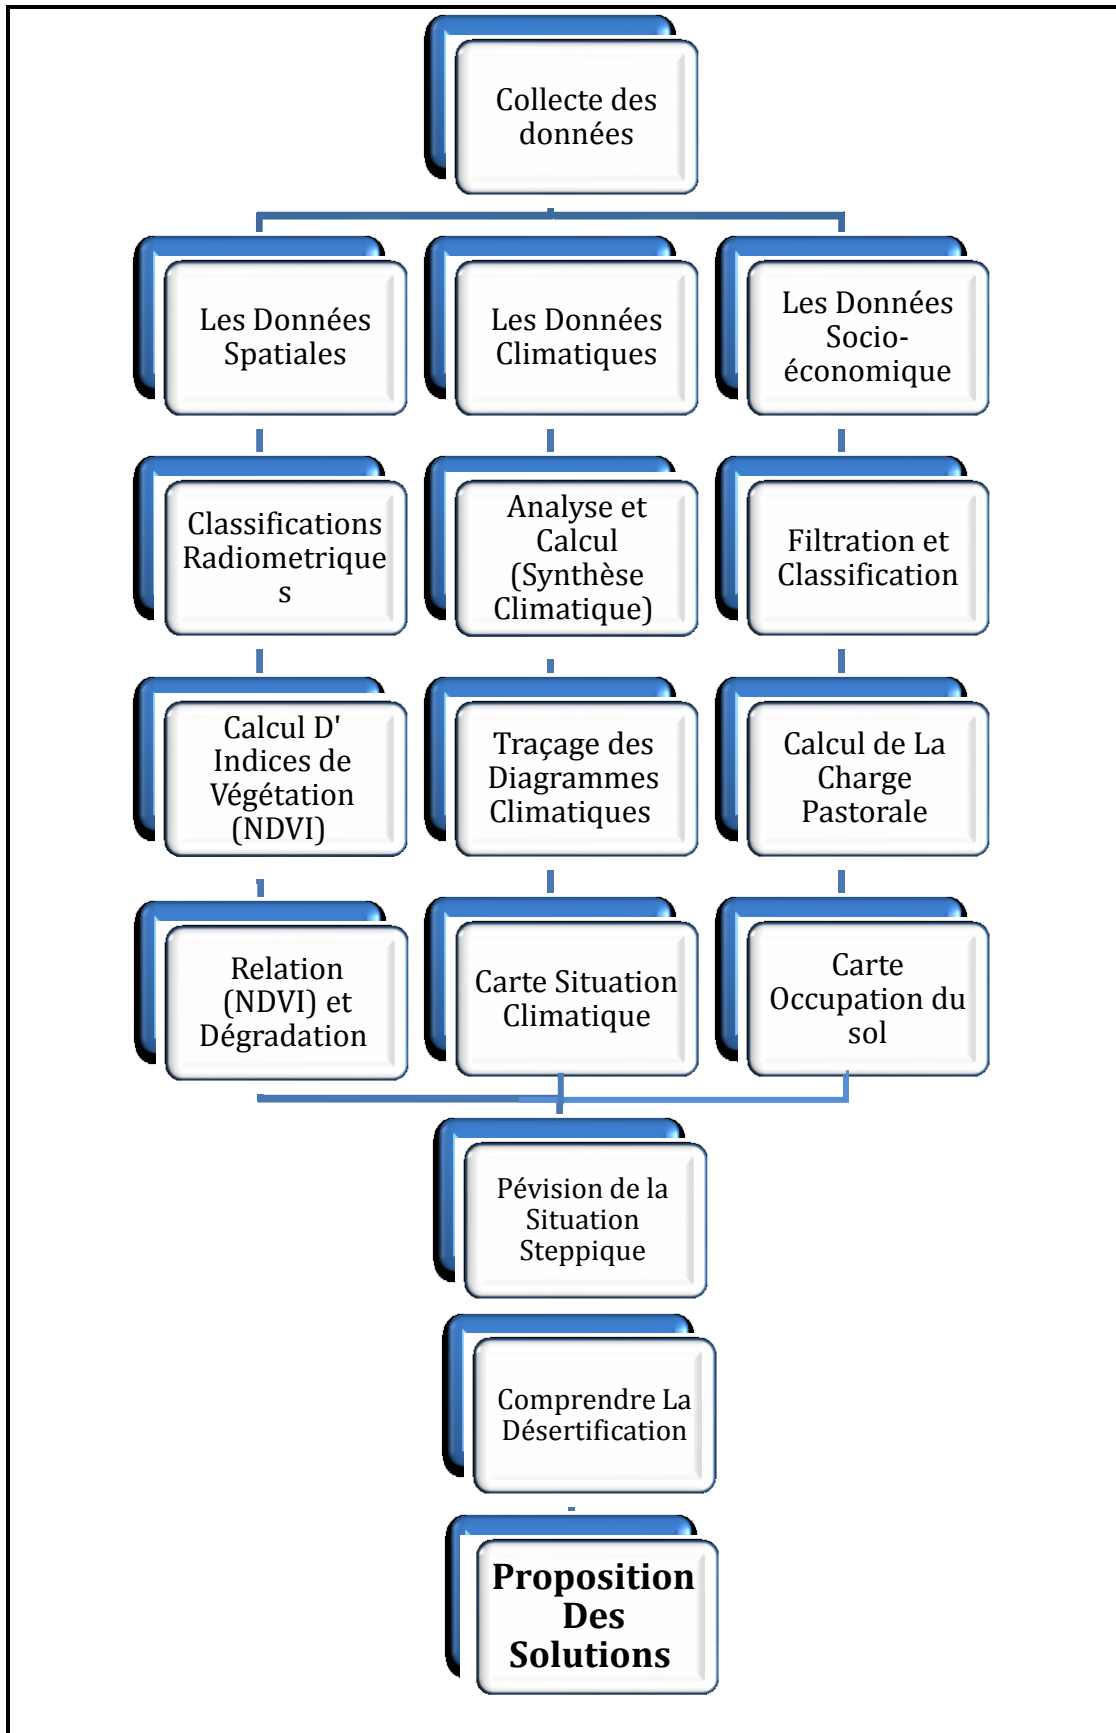 Collecte des
données
Les Données
Spatiales
Les Données
Climatiques
Les Données
Socio-
économique
Classifications
Radiometrique
s
Analyse et
Calcul
(Synthèse
Climatique)
Filtration et
Classification
Calcul D'
Indices de
Végétation
(NDVI)
Traçage des
Diagrammes
Climatiques
Calcul de La
Charge
Pastorale
Relation
(NDVI) et
Dégradation
Carte Situation
Climatique
Carte
Occupation du
sol
Pévision de la
Situation
Steppique
Comprendre La
Désertification
Proposition
Des
Solutions